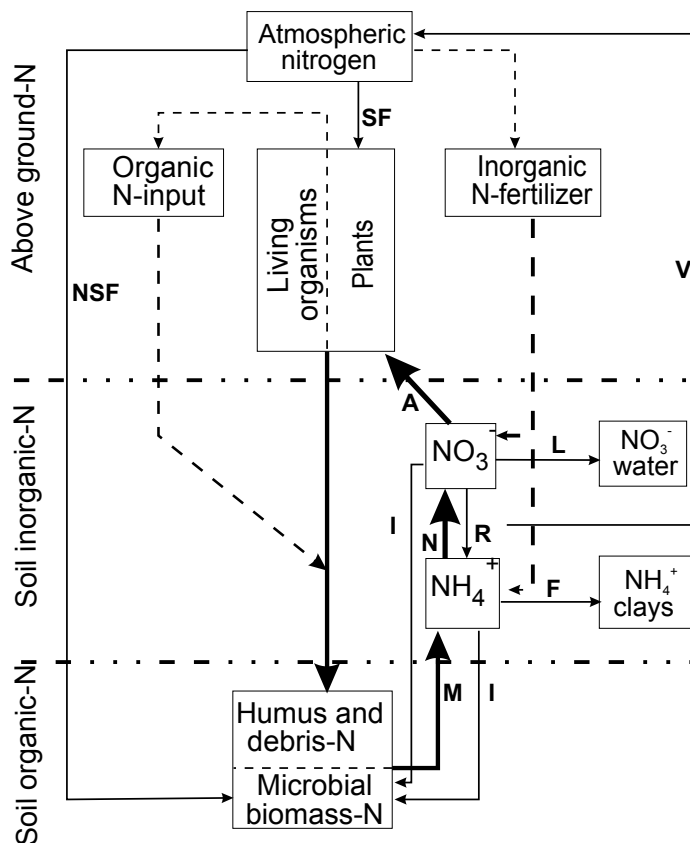 Above ground-N
Atmospheric
nitrogen
SF
Organic
N-input
Living
organisms
Plants
Inorganic
N-fertilizer
NSF
V
Soil inorganic-N
A
NO₃⁻
L
NO₃⁻
water
I
N
R
NH₄⁺
F
NH₄⁺
clays
Soil organic-N
M
I
Humus and
debris-N
Microbial
biomass-N